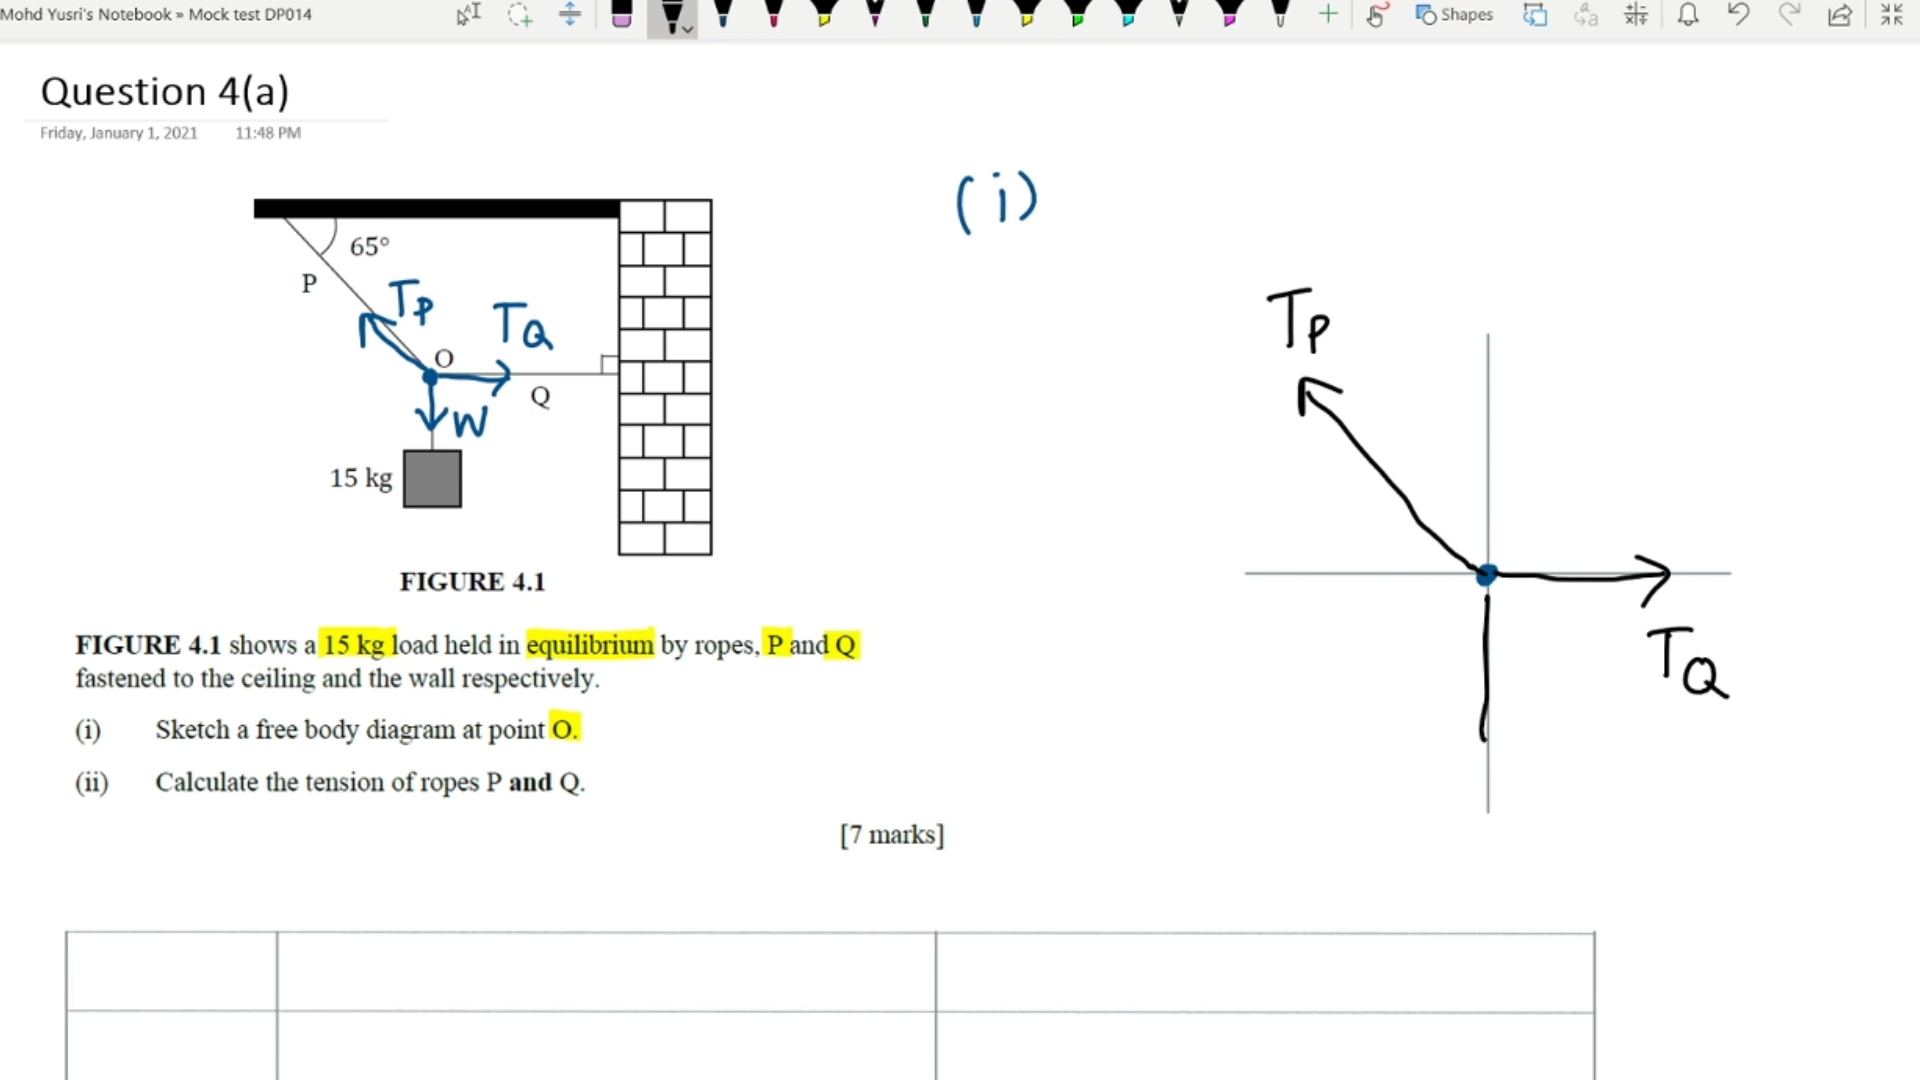 Mohd Yusri's Notebook » Mock test DP014
Shapes
Question 4(a)
Friday, January 1, 2021 11:48 PM
(i)
65°
P
TP
TQ
O
Q
W
15 kg
FIGURE 4.1
TP
TQ
FIGURE 4.1 shows a 15 kg load held in equilibrium by ropes, P and Q
fastened to the ceiling and the wall respectively.
(i) Sketch a free body diagram at point O.
(ii) Calculate the tension of ropes P and Q.
[7 marks]